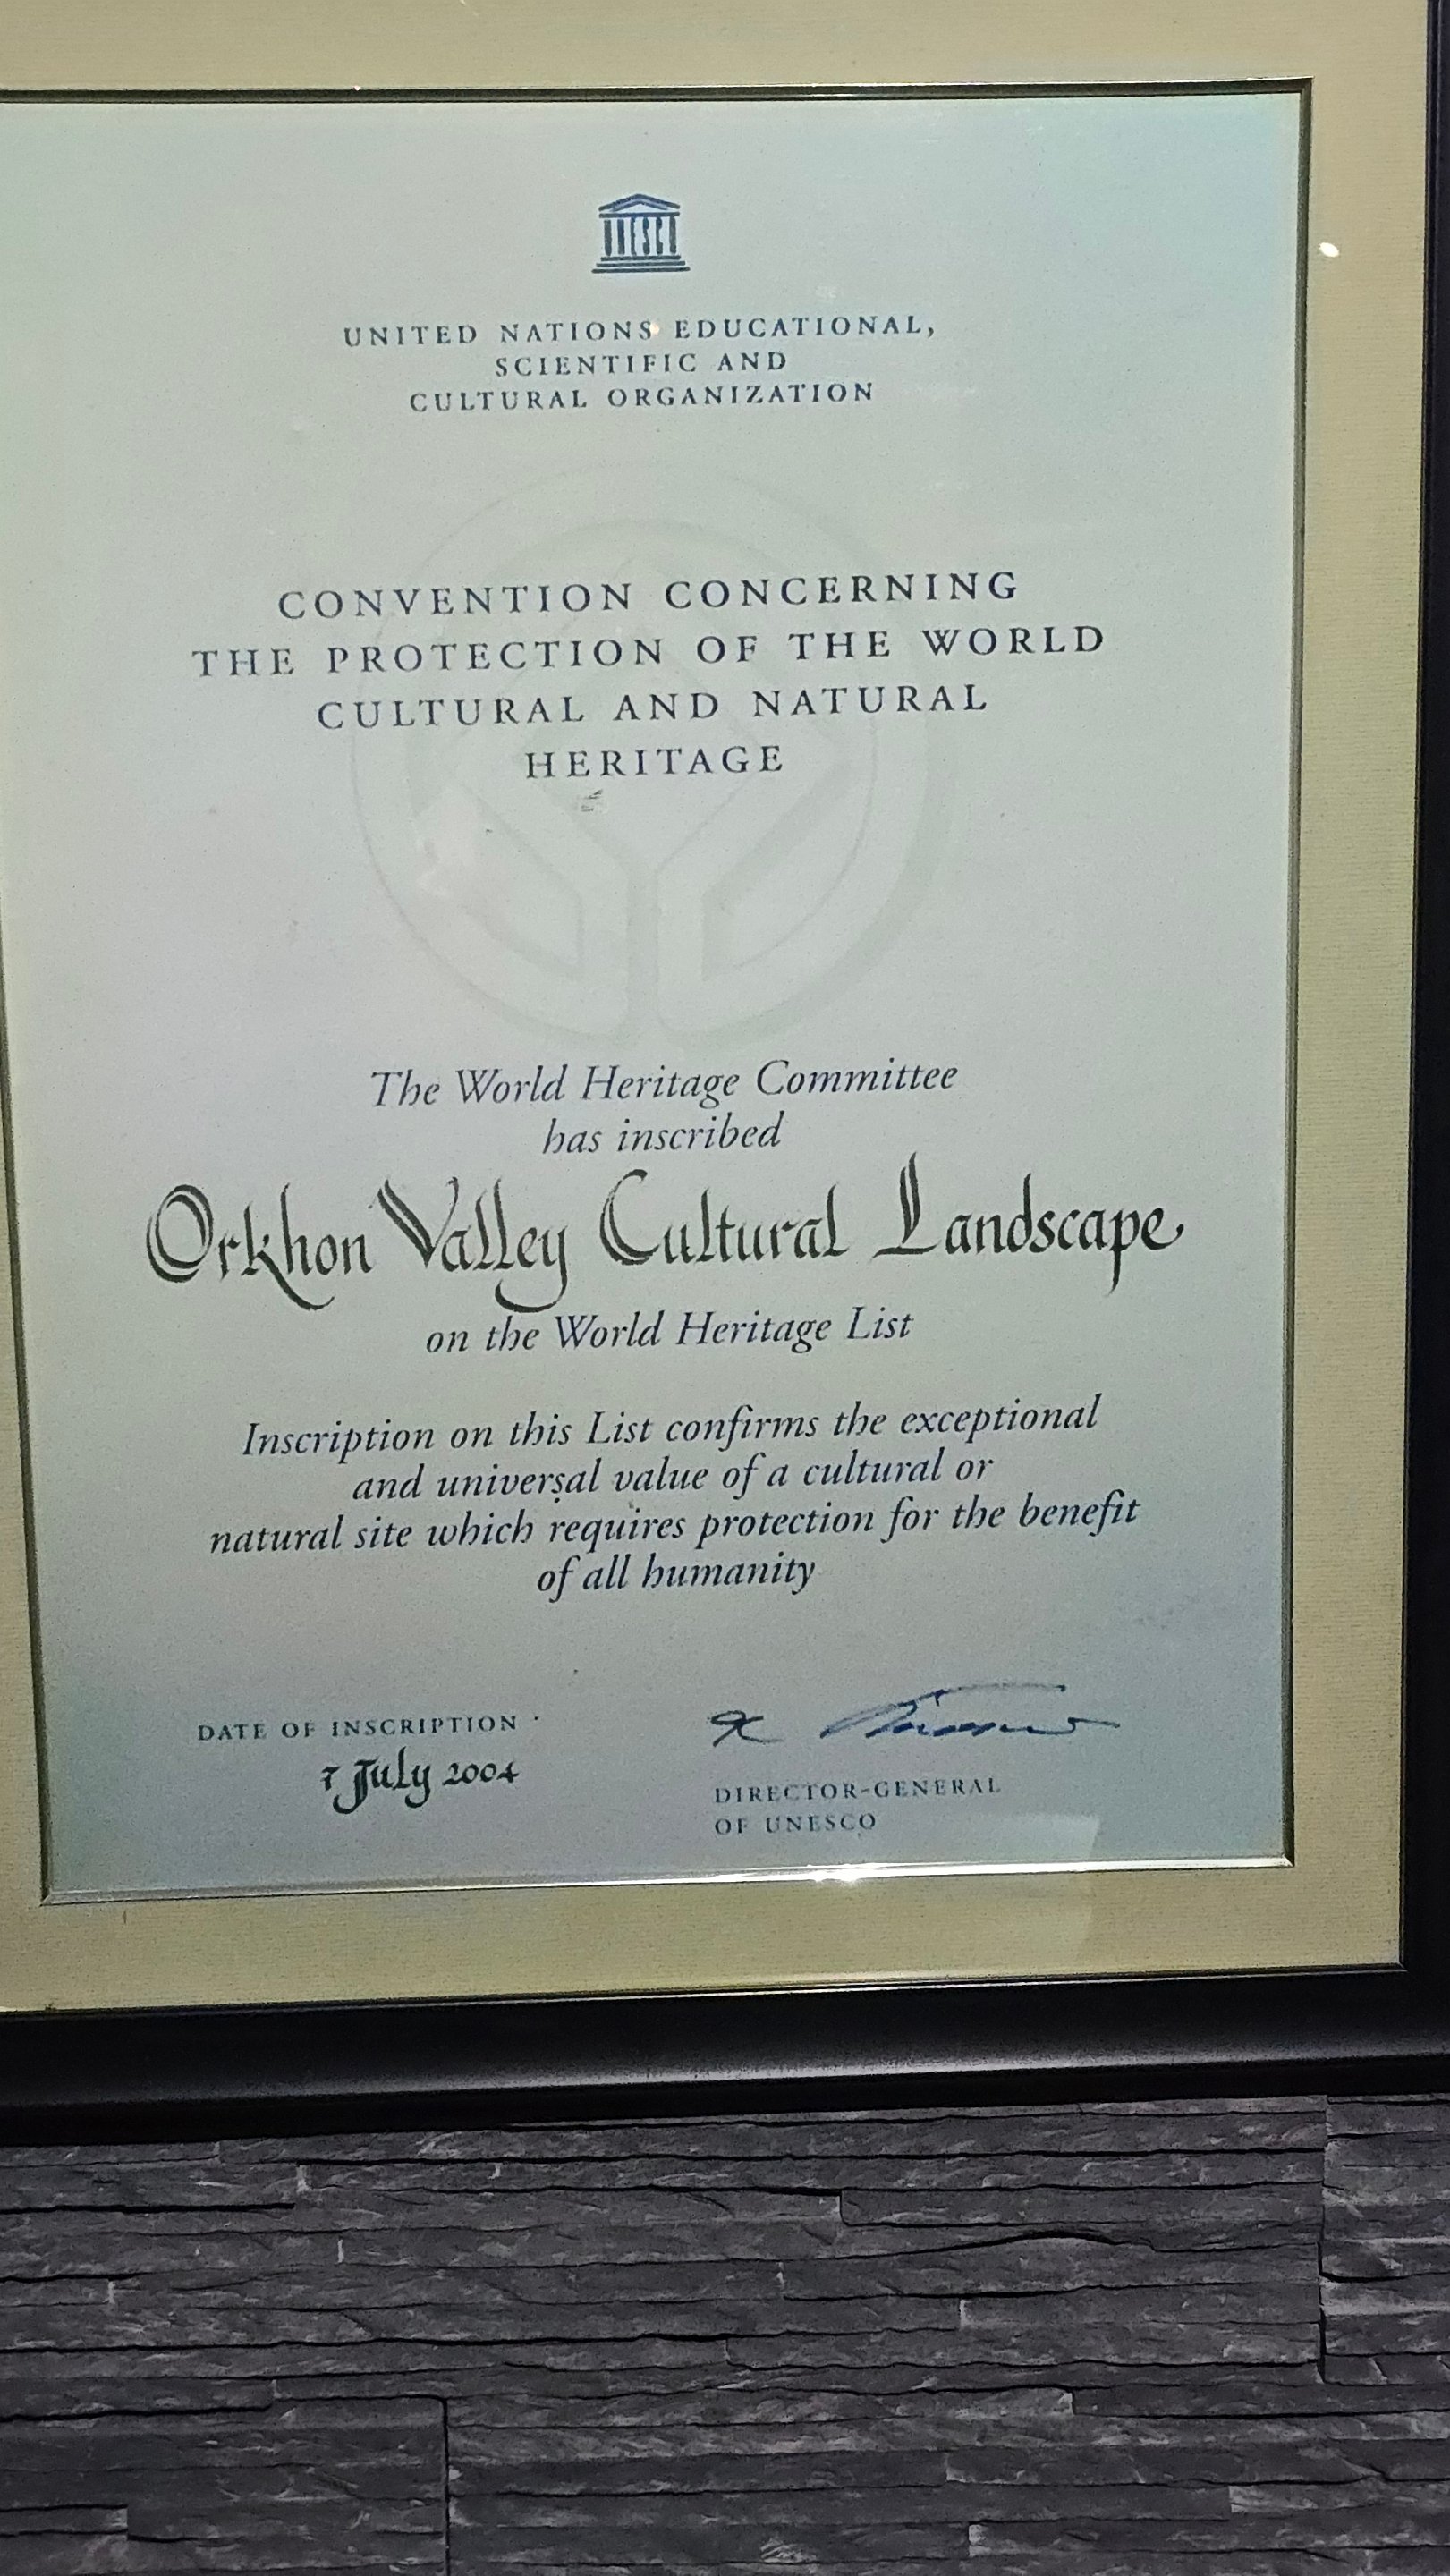 UNESCO
UNITED NATIONS EDUCATIONAL,
SCIENTIFIC AND
CULTURAL ORGANIZATION
CONVENTION CONCERNING
THE PROTECTION OF THE WORLD
CULTURAL AND NATURAL
HERITAGE
The World Heritage Committee
has inscribed
Orkhon Valley Cultural Landscape
on the World Heritage List
Inscription on this List confirms the exceptional
and universal value of a cultural or
natural site which requires protection for the benefit
of all humanity
DATE OF INSCRIPTION
7 July 2004
DIRECTOR-GENERAL
OF UNESCO